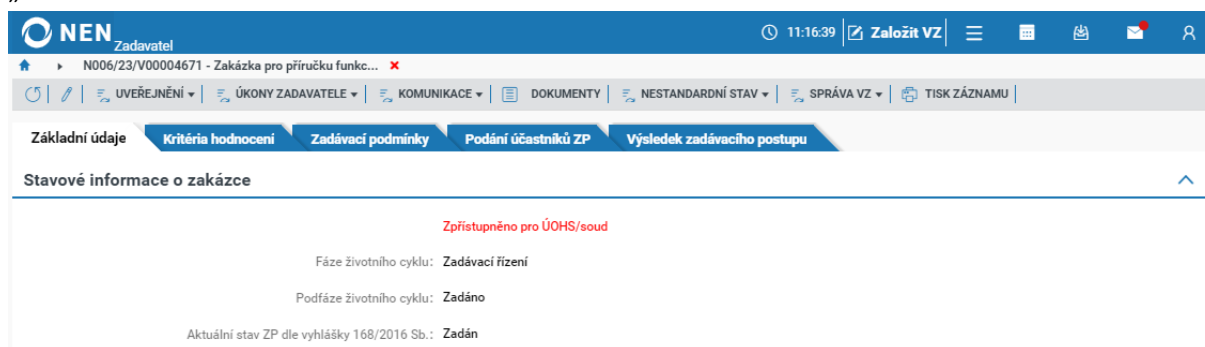 „
NEN Zadavatel 11:16:39 Založit VZ
N006/23/V00004671 - Zakázka pro příručku funkc...
UVEŘEJNĚNÍ ÚKONY ZADAVATELE KOMUNIKACE DOKUMENTY NESTANDARDNÍ STAV SPRÁVA VZ TISK ZÁZNAMU
Základní údaje Kritéria hodnocení Zadávací podmínky Podání účastníků ZP Výsledek zadávacího postupu
Stavové informace o zakázce
Zpřístupněno pro ÚOHS/soud
Fáze životního cyklu: Zadávací řízení
Podfáze životního cyklu: Zadáno
Aktuální stav ZP dle vyhlášky 168/2016 Sb.: Zadán